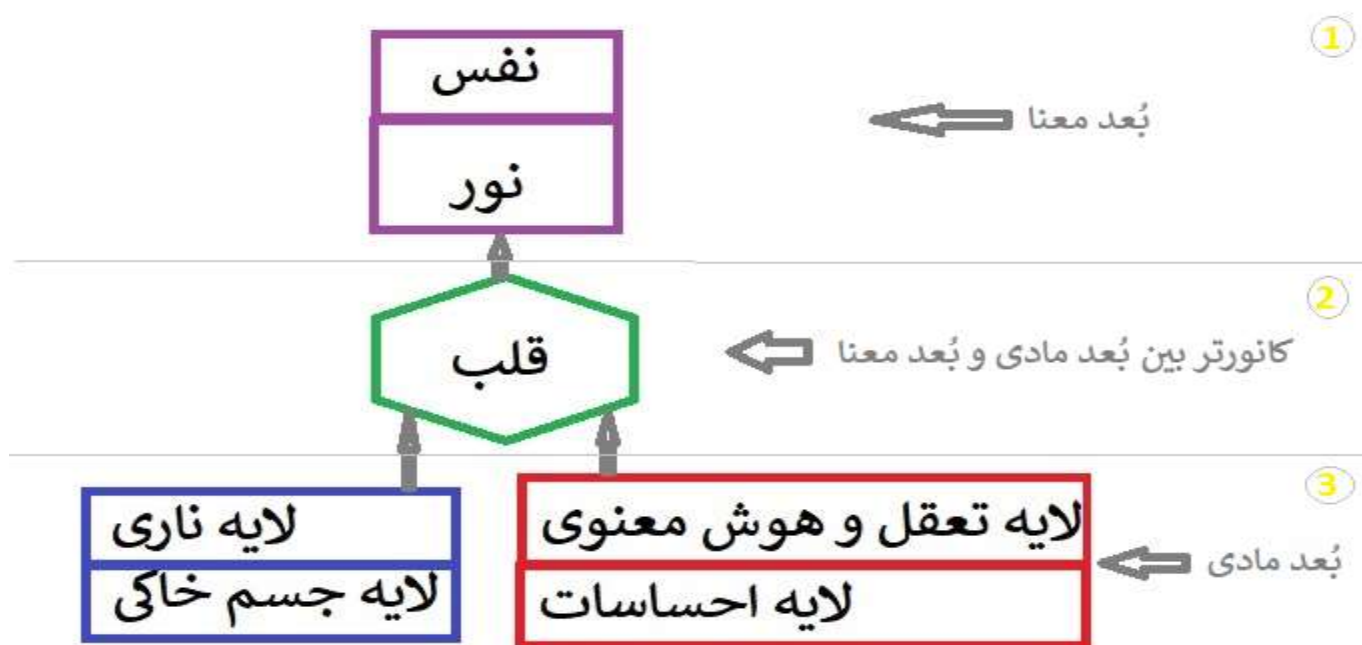 1
نفس
بُعد معنا
نور
2
قلب
کانورتر بین بُعد مادی و بُعد معنا
3
لایه تعقل و هوش معنوی
لایه ناری
بُعد مادی
لایه احساسات
لایه جسم خاکی